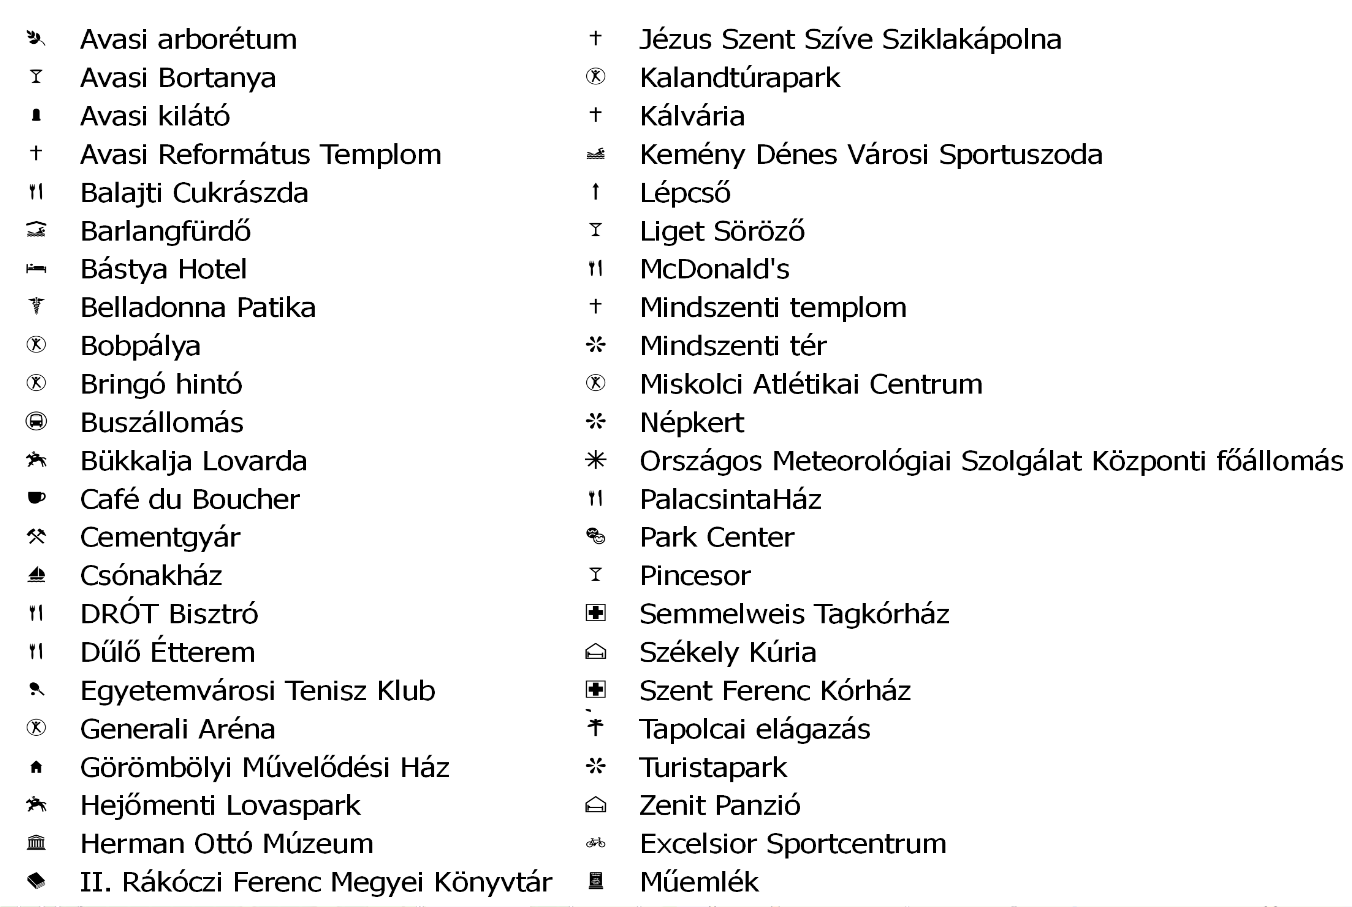 Avasi arborétum
Avasi Bortanya
Avasi kilátó
Avasi Református Templom
Balajti Cukrászda
Barlangfürdő
Bástya Hotel
Belladonna Patika
Bobpálya
Bringó hintó
Buszállomás
Bükkalja Lovarda
Café du Boucher
Cementgyár
Csónakház
DRÓT Bisztró
Dűlő Étterem
Egyetemvárosi Tenisz Klub
Generali Aréna
Görömbölyi Művelődési Ház
Hejőmenti Lovaspark
Herman Ottó Múzeum
II. Rákóczi Ferenc Megyei Könyvtár
Jézus Szent Szíve Sziklakápolna
Kalandtúrapark
Kálvária
Kemény Dénes Városi Sportuszoda
Lépcső
Liget Söröző
McDonald's
Mindszenti templom
Mindszenti tér
Miskolci Atlétikai Centrum
Népkert
Országos Meteorológiai Szolgálat Központi főállomás
PalacsintaHáz
Park Center
Pincesor
Semmelweis Tagkórház
Székely Kúria
Szent Ferenc Kórház
Tapolcai elágazás
Turistapark
Zenit Panzió
Excelsior Sportcentrum
Műemlék